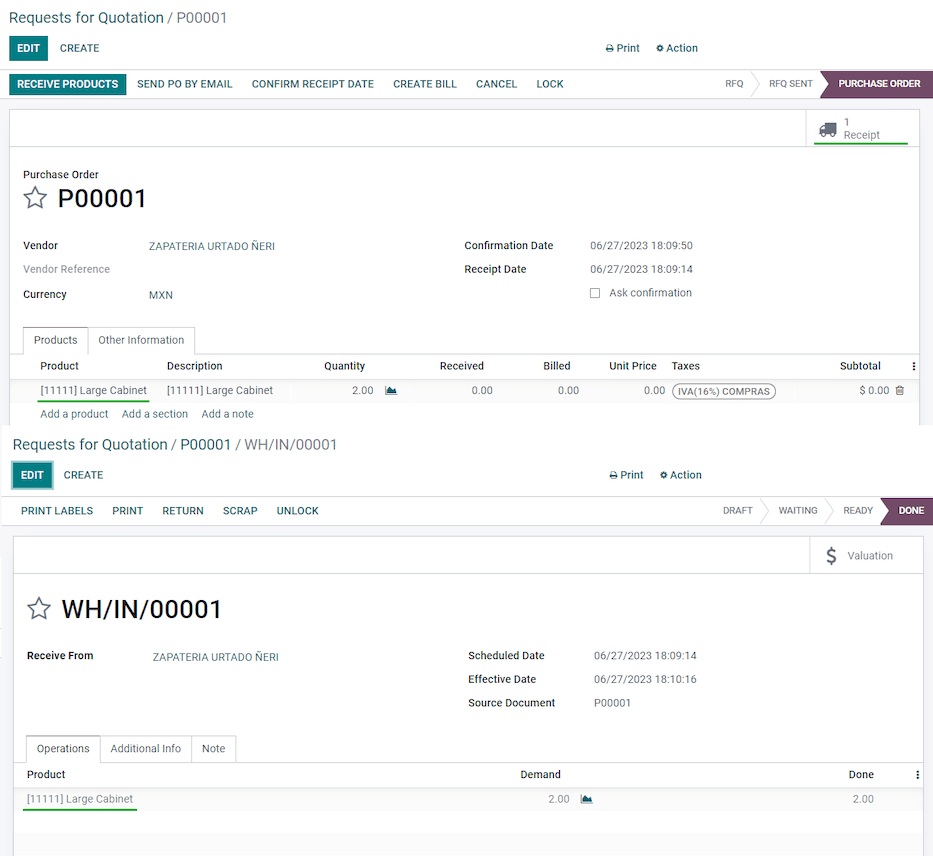 Requests for Quotation / P00001
EDIT CREATE Print Action
RECEIVE PRODUCTS SEND PO BY EMAIL CONFIRM RECEIPT DATE CREATE BILL CANCEL LOCK RFQ RFQ SENT PURCHASE ORDER
1
Receipt
Purchase Order
P00001
Vendor ZAPATERIA URTADO ÑERI Confirmation Date 06/27/2023 18:09:50
Vendor Reference Receipt Date 06/27/2023 18:09:14
Currency MXN Ask confirmation
Products Other Information
Product Description Quantity Received Billed Unit Price Taxes Subtotal
[11111] Large Cabinet [11111] Large Cabinet 2.00 0.00 0.00 0.00 IVA(16%) COMPRAS $ 0.00
Add a product Add a section Add a note
Requests for Quotation / P00001 / WH/IN/00001
EDIT CREATE Print Action
PRINT LABELS PRINT RETURN SCRAP UNLOCK DRAFT WAITING READY DONE
$ Valuation
WH/IN/00001
Receive From ZAPATERIA URTADO ÑERI Scheduled Date 06/27/2023 18:09:14
Effective Date 06/27/2023 18:10:16
Source Document P00001
Operations Additional Info Note
Product Demand Done
[11111] Large Cabinet 2.00 2.00